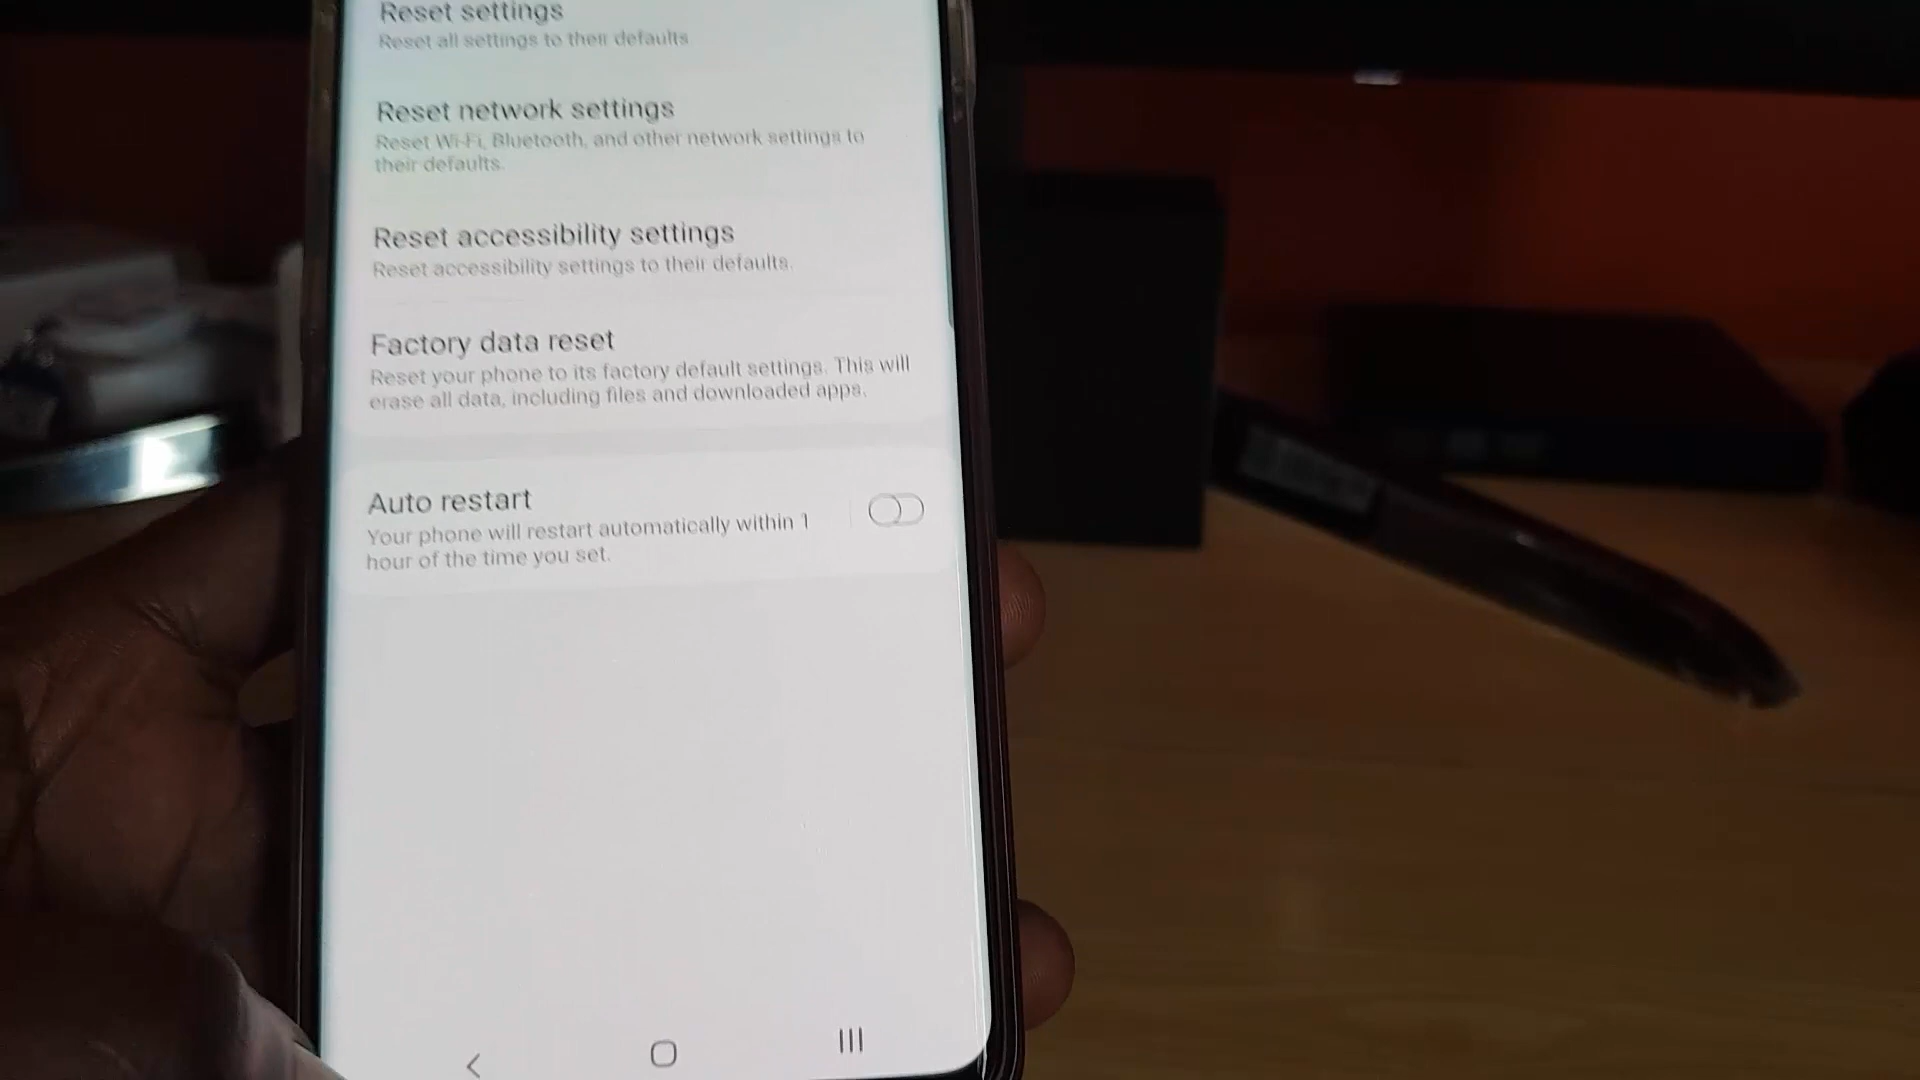 Reset settings
Reset all settings to their defaults.
Reset network settings
Reset Wi-Fi, Bluetooth, and other network settings to
their defaults.
Reset accessibility settings
Reset accessibility settings to their defaults.
Factory data reset
Reset your phone to its factory default settings. This will
erase all data, including files and downloaded apps.
Auto restart
Your phone will restart automatically within 1
hour of the time you set.